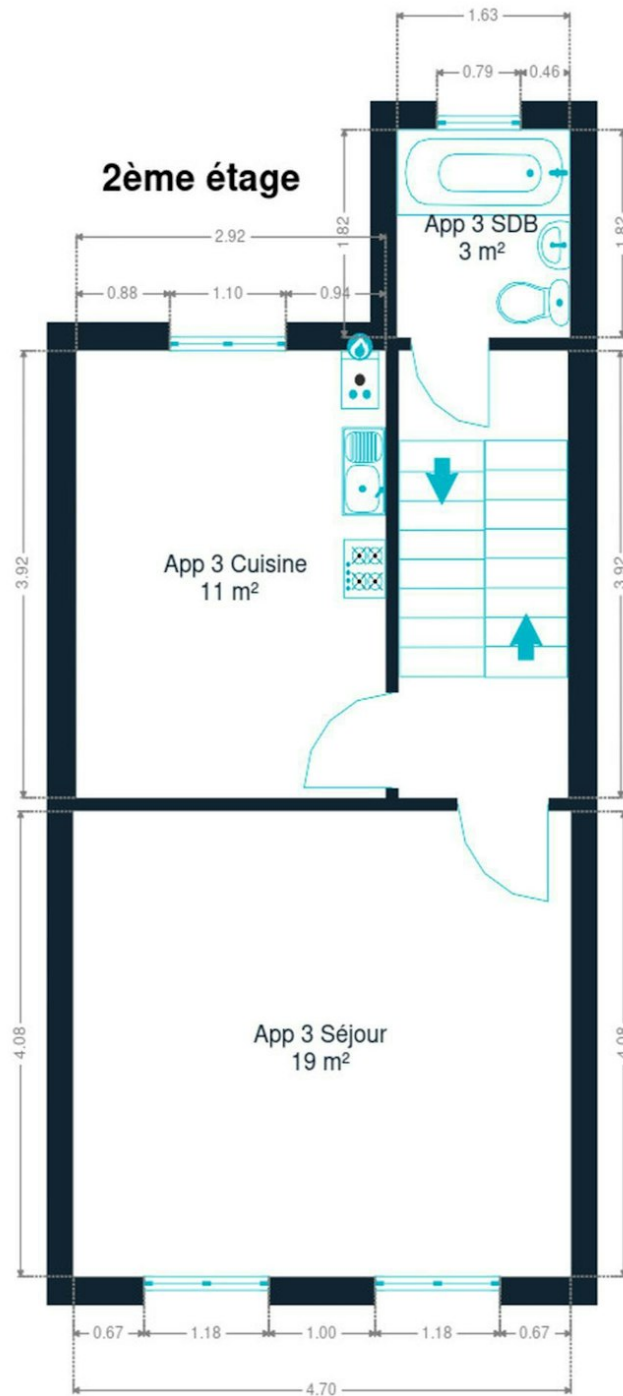 1.63
0.79
0.46
2ème étage
1.82
1.82
App 3 SDB
3 m²
2.92
0.88
1.10
0.94
3.92
3.92
App 3 Cuisine
11 m²
4.08
4.08
App 3 Séjour
19 m²
0.67
1.18
1.00
1.18
0.67
4.70